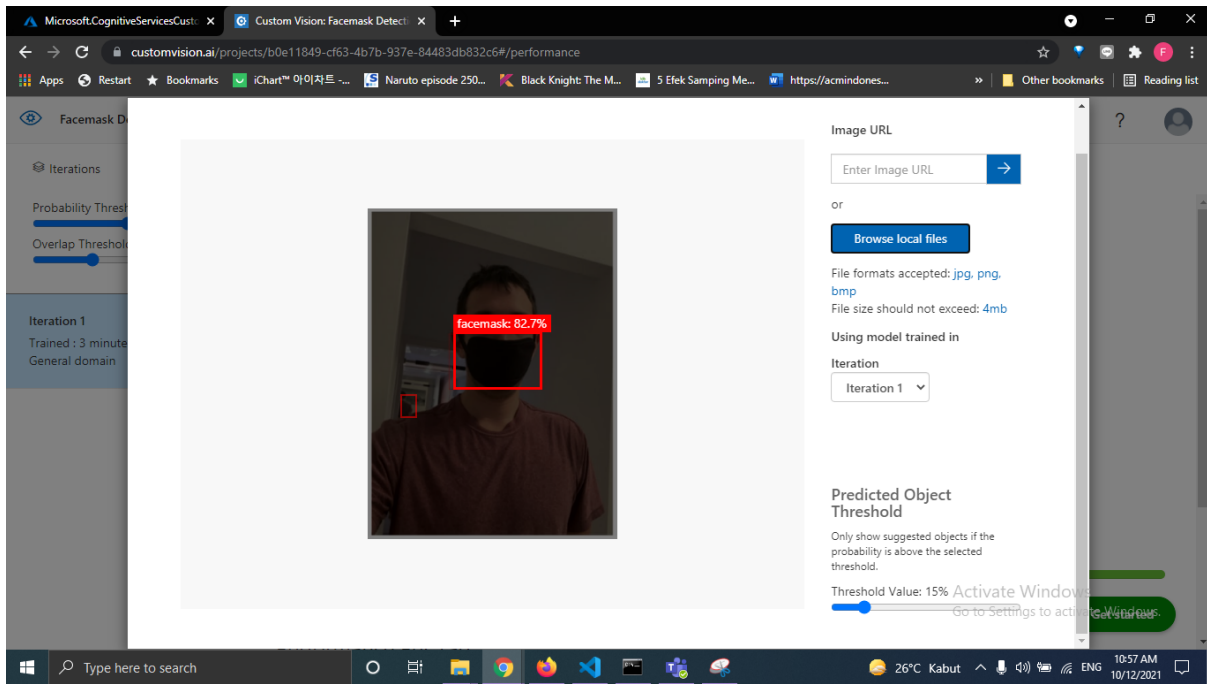 Microsoft.CognitiveServicesCusto
Custom Vision: Facemask Detecti
customvision.ai/projects/b0e11849-cf63-4b7b-937e-84483db832c6#/performance
F
Apps
Restart
Bookmarks
iChart™ 아이차트 -...
Naruto episode 250...
Black Knight: The M...
5 Efek Samping Me...
https://acmindones...
»
Other bookmarks
Reading list
Facemask De
?
Iterations
Probability Thresh
Overlap Threshold
Iteration 1
Trained : 3 minute
General domain
facemask: 82.7%
Image URL
Enter Image URL
or
Browse local files
File formats accepted: jpg, png,
bmp
File size should not exceed: 4mb
Using model trained in
Iteration
Iteration 1
Predicted Object
Threshold
Only show suggested objects if the
probability is above the selected
threshold.
Threshold Value: 15%
Activate Windows
Go to Settings to activate Windows.
Get started
Type here to search
26°C Kabut
ENG
10:57 AM
10/12/2021